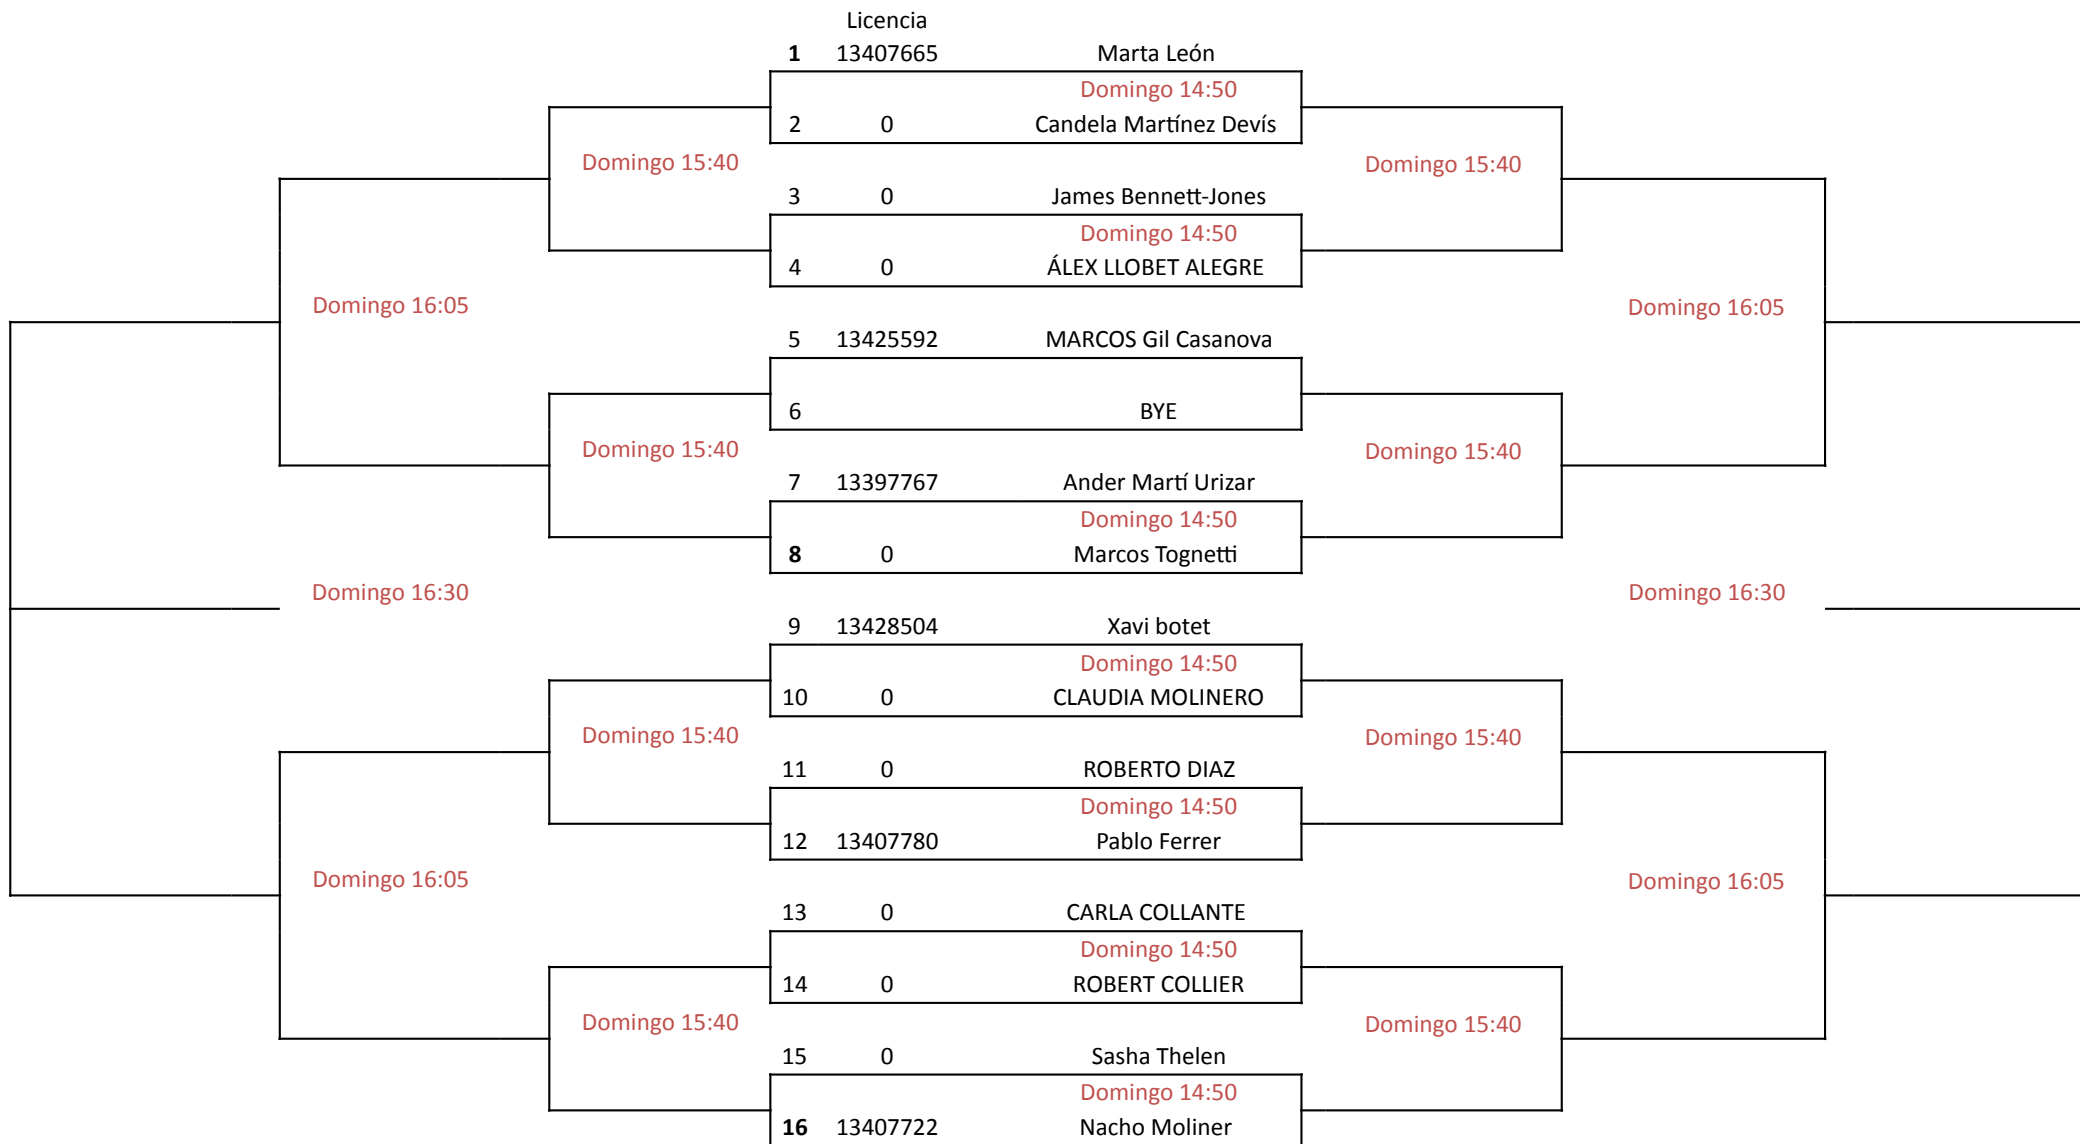 Licencia
1 13407665 Marta León
Domingo 14:50
2 0 Candela Martínez Devís
Domingo 15:40 Domingo 15:40
3 0 James Bennett-Jones
Domingo 14:50
4 0 ÁLEX LLOBET ALEGRE
Domingo 16:05 Domingo 16:05
5 13425592 MARCOS Gil Casanova
6 BYE
Domingo 15:40 Domingo 15:40
7 13397767 Ander Martí Urizar
Domingo 14:50
8 0 Marcos Tognetti
Domingo 16:30 Domingo 16:30
9 13428504 Xavi botet
Domingo 14:50
10 0 CLAUDIA MOLINERO
Domingo 15:40 Domingo 15:40
11 0 ROBERTO DIAZ
Domingo 14:50
12 13407780 Pablo Ferrer
Domingo 16:05 Domingo 16:05
13 0 CARLA COLLANTE
Domingo 14:50
14 0 ROBERT COLLIER
Domingo 15:40 Domingo 15:40
15 0 Sasha Thelen
Domingo 14:50
16 13407722 Nacho Moliner